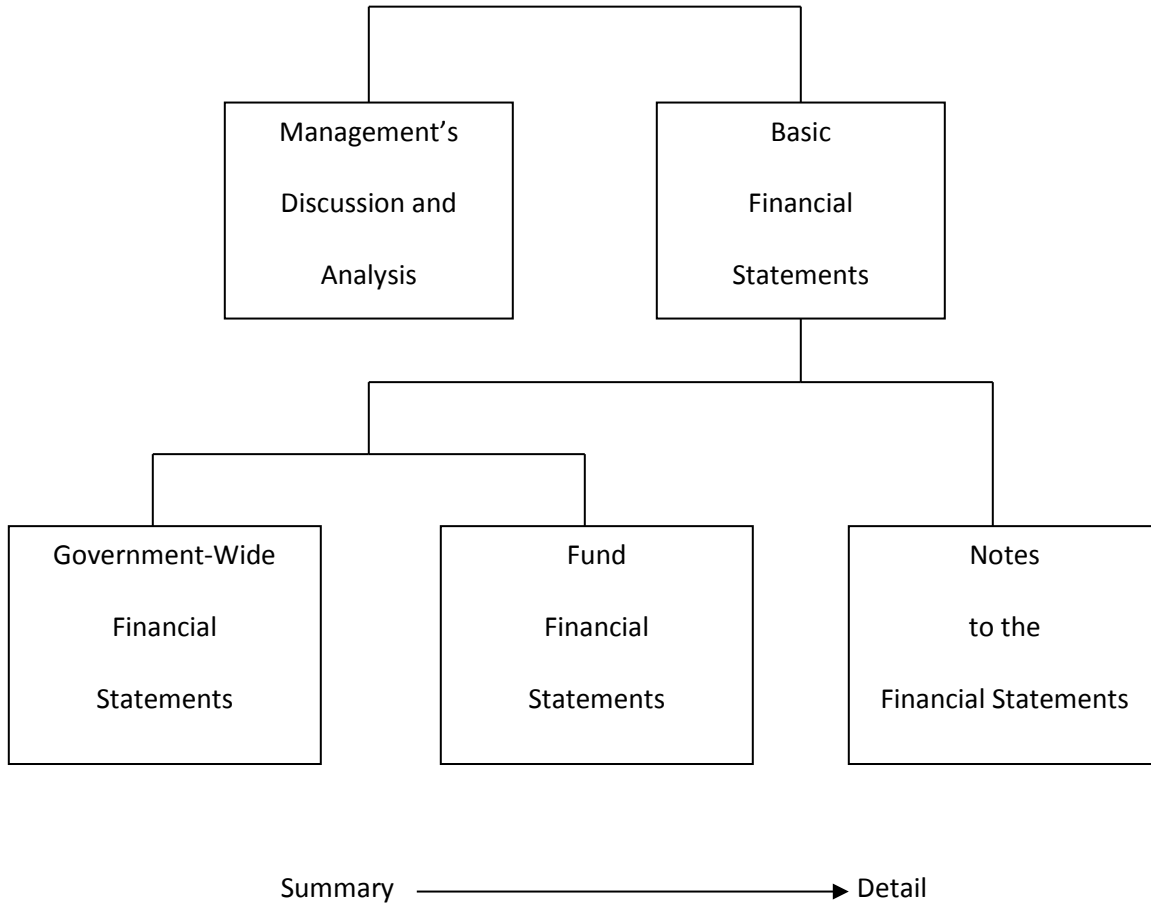 Management’s
Discussion and
Analysis
Basic
Financial
Statements
Government-Wide
Financial
Statements
Fund
Financial
Statements
Notes
to the
Financial Statements
Summary
Detail